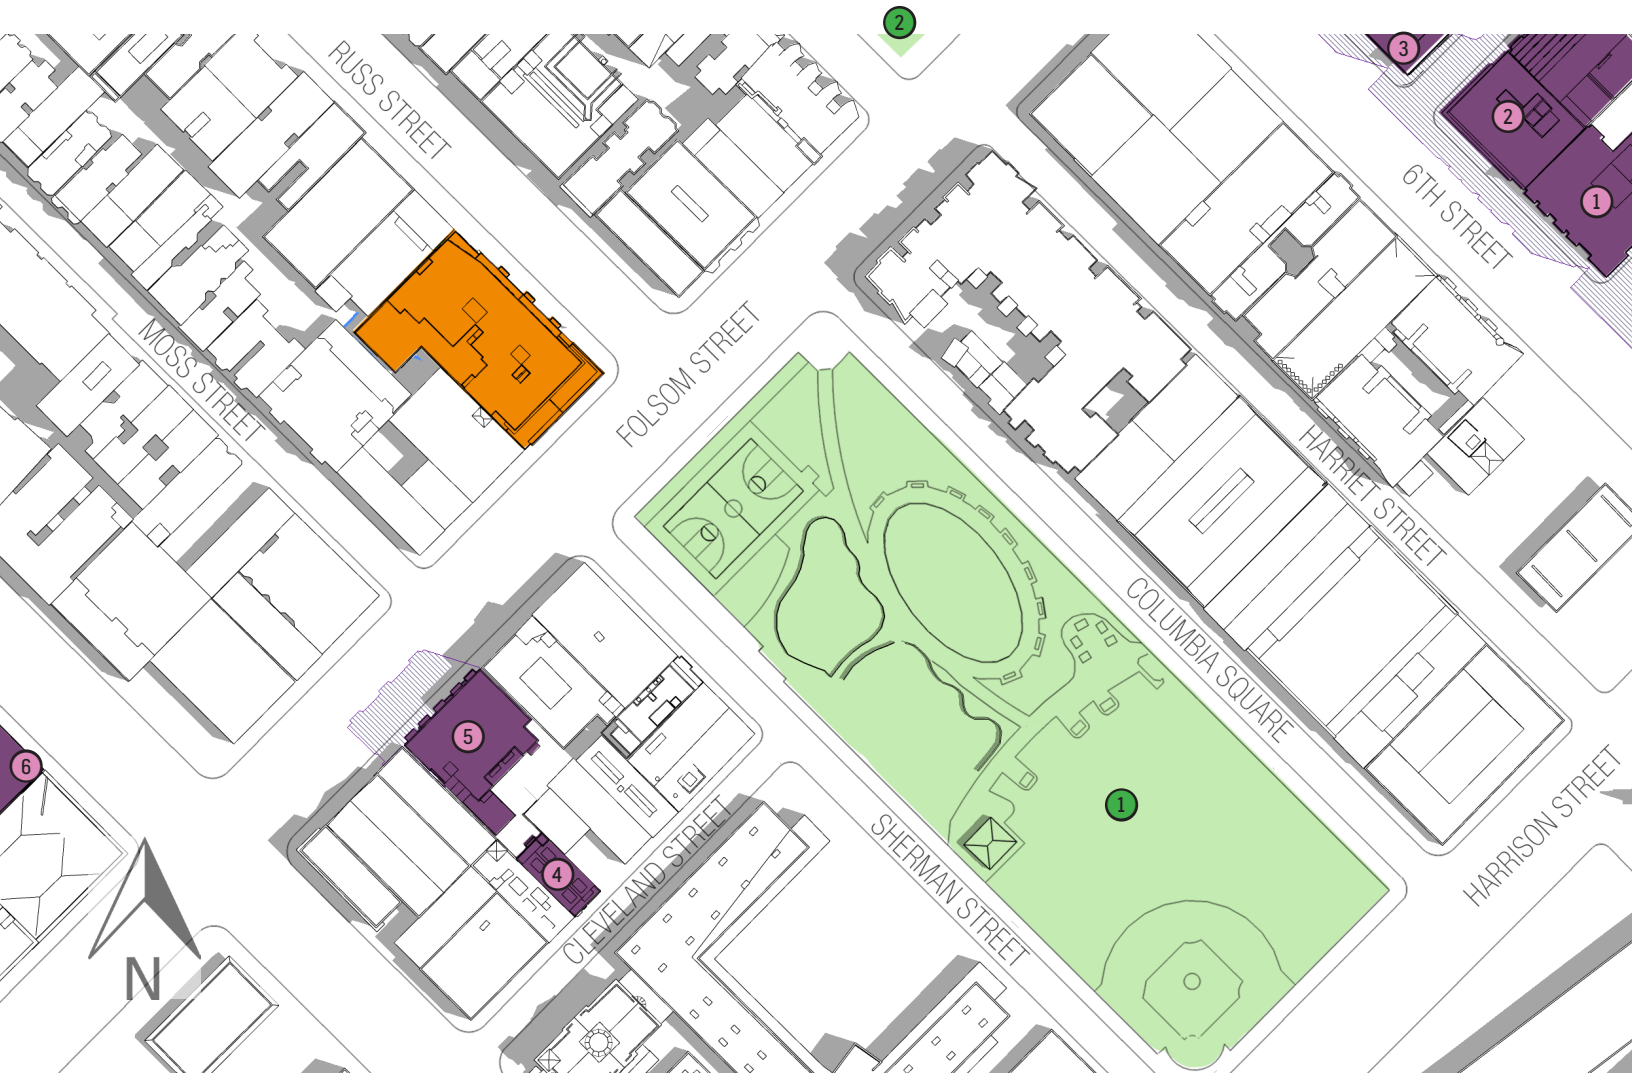 2
3
RUSS STREET
2
6TH STREET
1
MOSS STREET
FOLSOM STREET
HARRIET STREET
COLUMBIA SQUARE
5
6
1
HARRISON STREET
SHERMAN STREET
4
CLEVELAND STREET
N